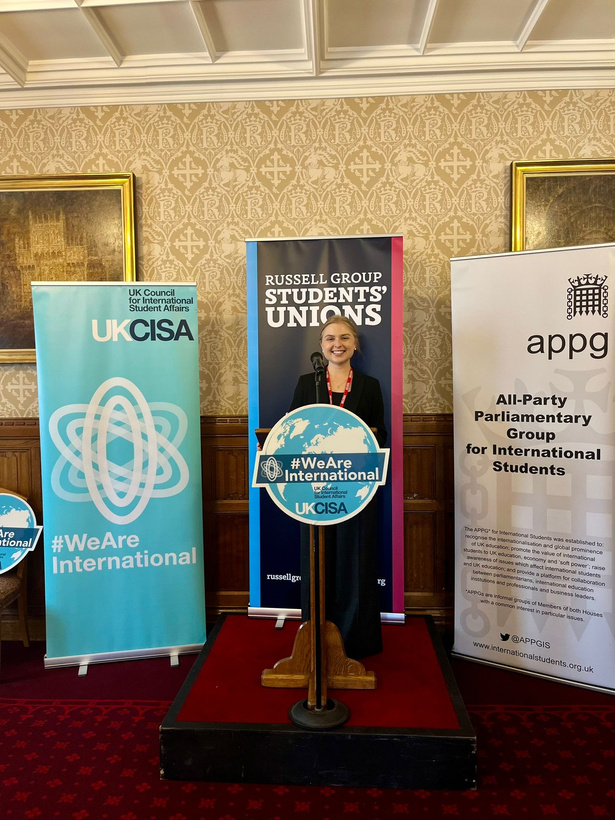 UK Council
for International
Student Affairs
UKCISA
#WeAre
International
RUSSELL GROUP
STUDENTS'
UNIONS
#WeAre
International
UK Council
for International
Student Affairs
UKCISA
appg
All-Party
Parliamentary
Group
for International
Students
The APPG* for International Students was established to:
recognise the internationalisation and global prominence
of UK education; promote the value of international
students to UK education, economy and 'soft power'; raise
awareness of issues which affect international students
and UK education; and provide a platform for collaboration
between parliamentarians, international education
institutions and professionals and business leaders.
*APPGs are informal groups of Members of both Houses
with a common interest in particular issues.
@APPGIS
www.internationalstudents.org.uk